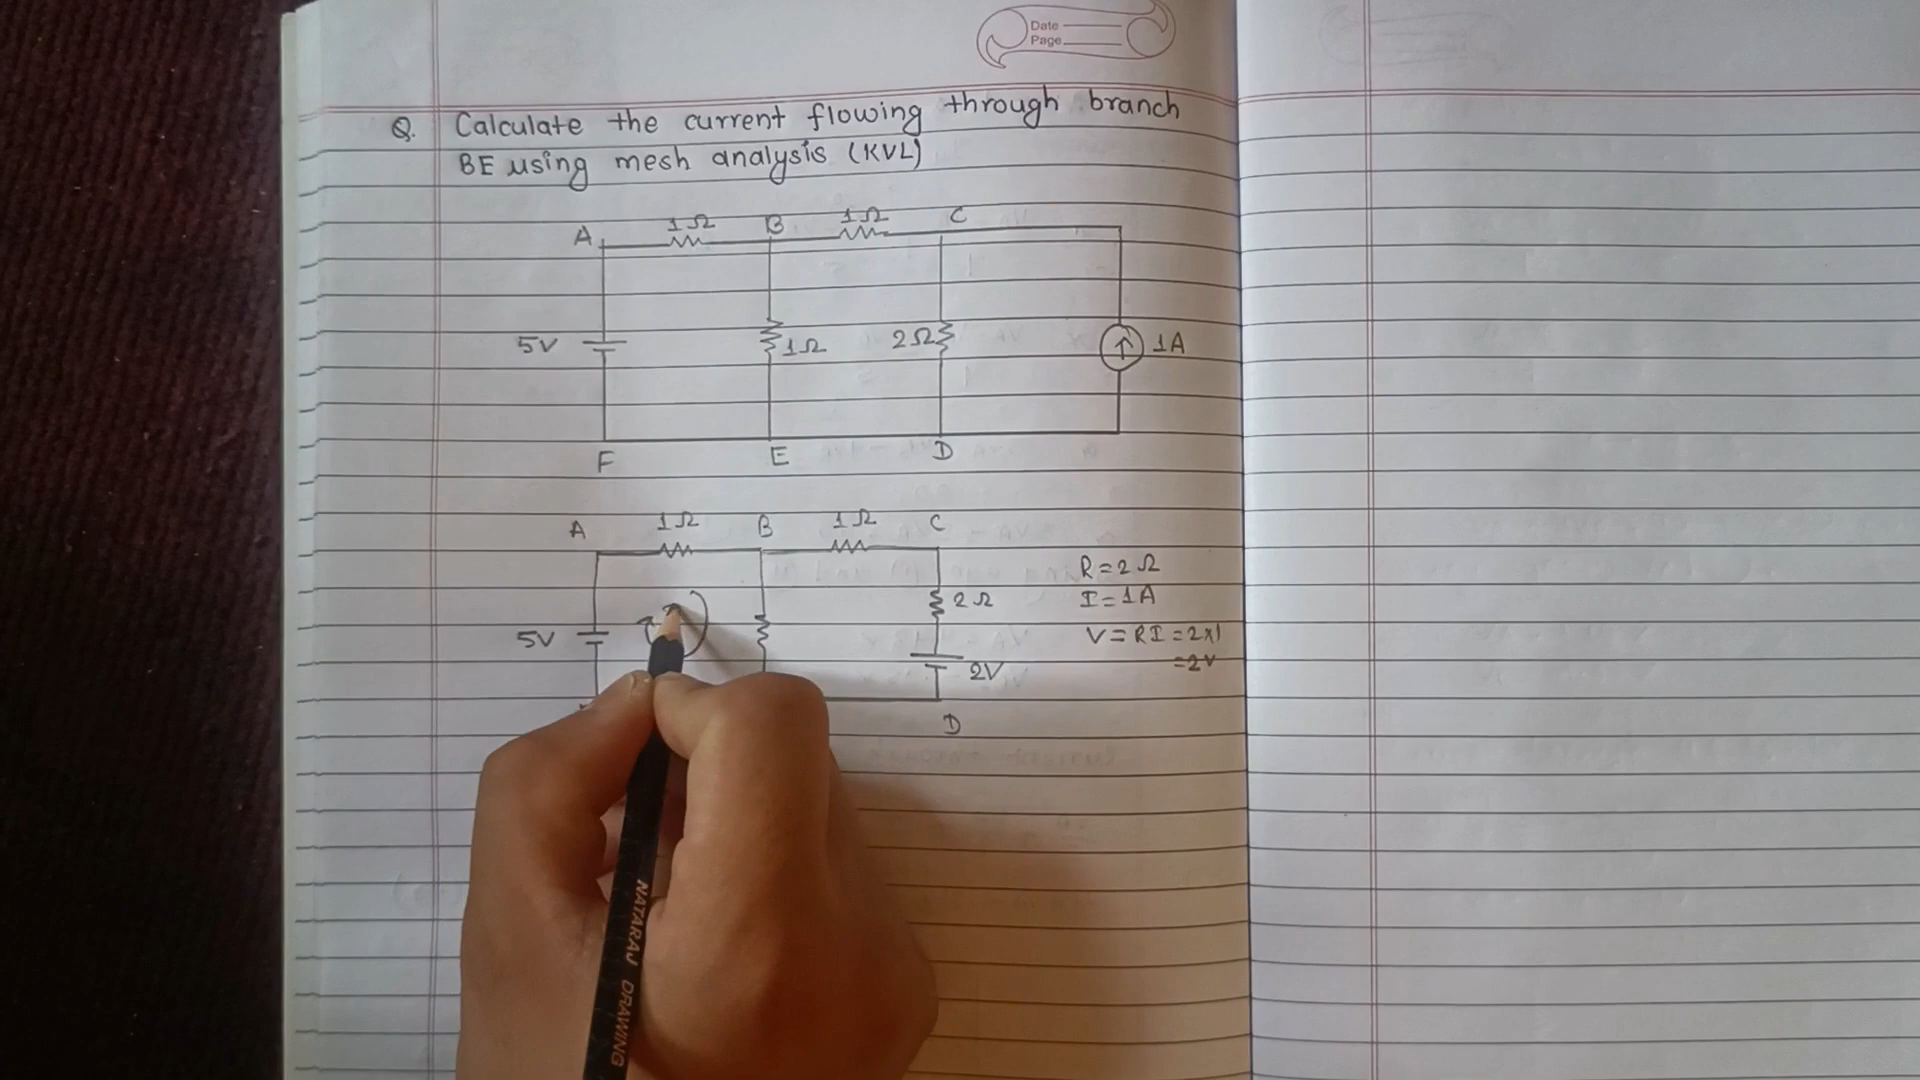 Date
Page
Q. Calculate the current flowing through branch
BE using mesh analysis (KVL)
A 1Ω B 1Ω C
5V 1Ω 2Ω 1A
F E D
A 1Ω B 1Ω C
R=2Ω
2Ω I=1A
5V V=RI=2x1
2V =2V
D
NATARAJ DRAWING